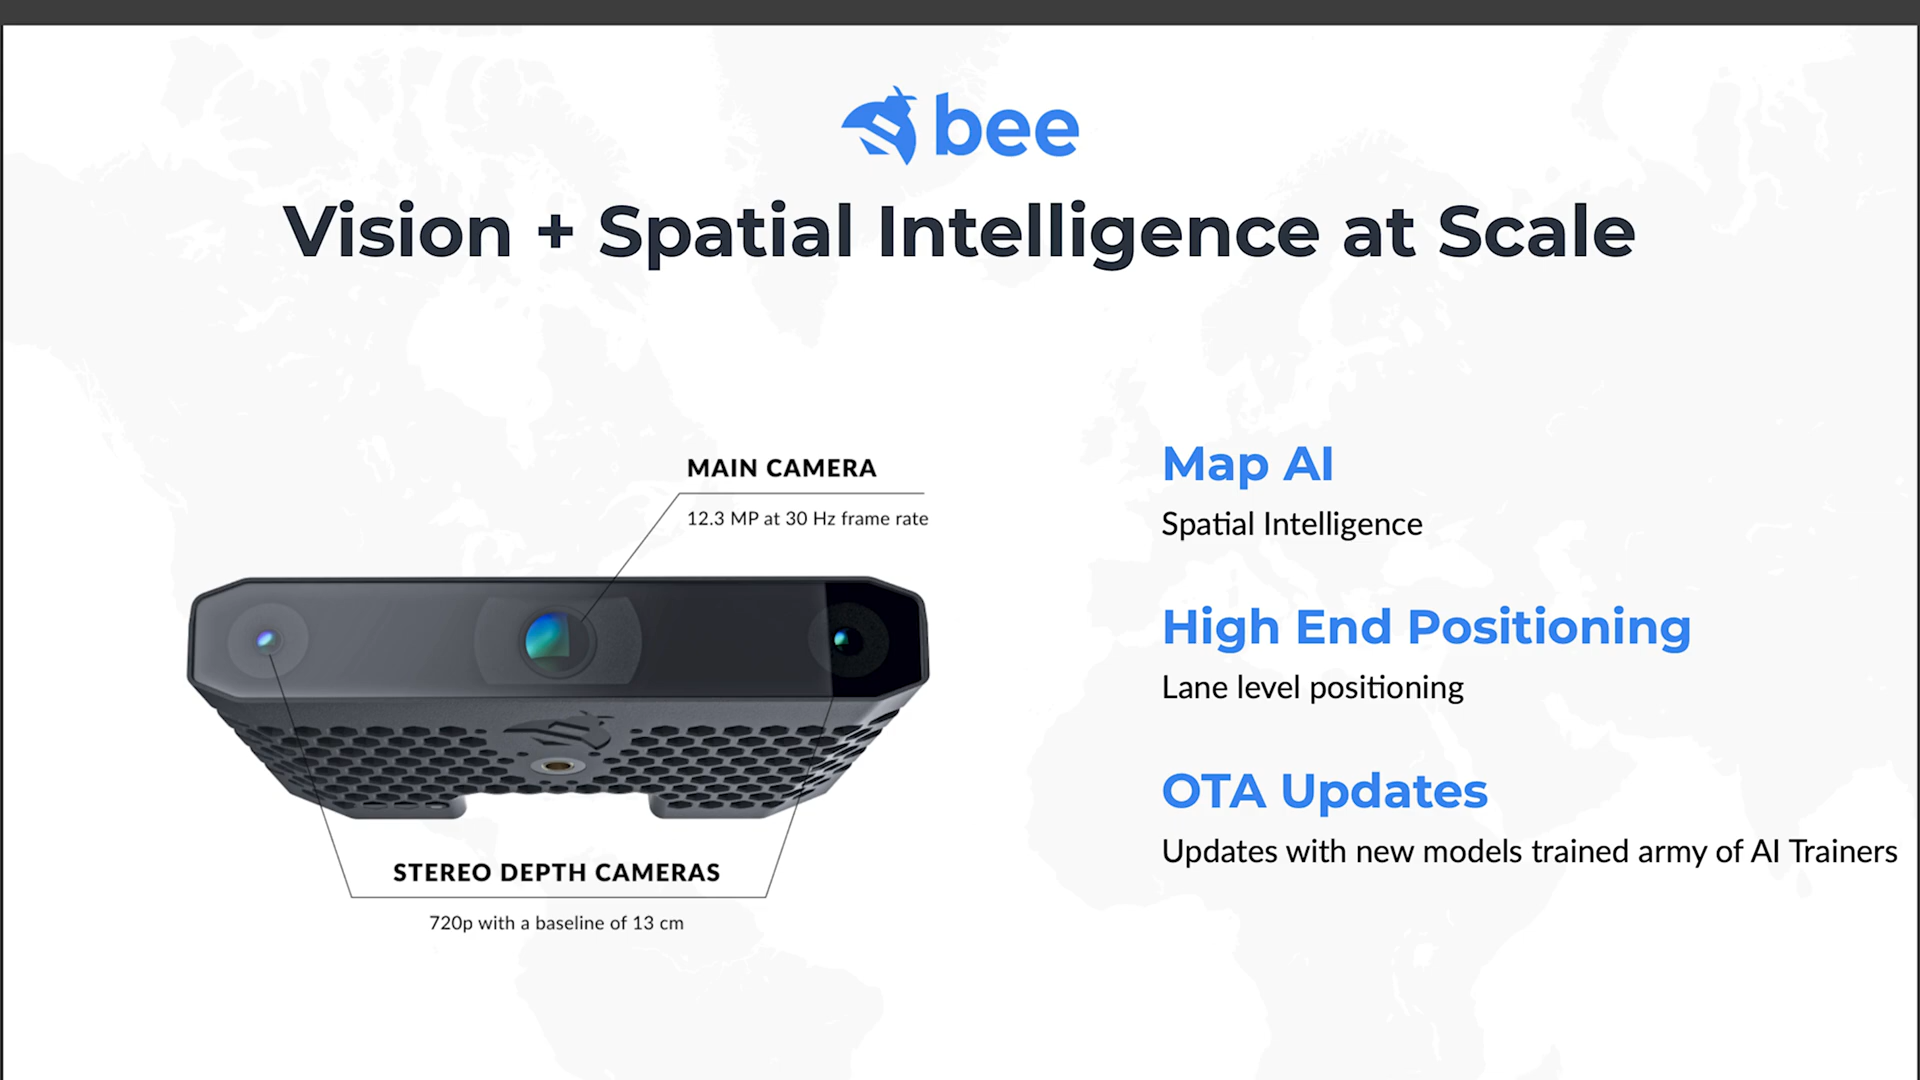 bee
Vision + Spatial Intelligence at Scale
MAIN CAMERA
12.3 MP at 30 Hz frame rate
STEREO DEPTH CAMERAS
720p with a baseline of 13 cm
Map AI
Spatial Intelligence
High End Positioning
Lane level positioning
OTA Updates
Updates with new models trained army of AI Trainers